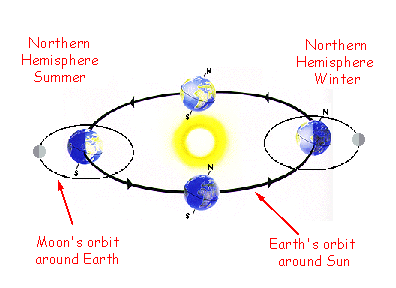 Northern
Hemisphere
Summer
Northern
Hemisphere
Winter
N
S
N
S
N
S
S
Moon's orbit
around Earth
Earth's orbit
around Sun